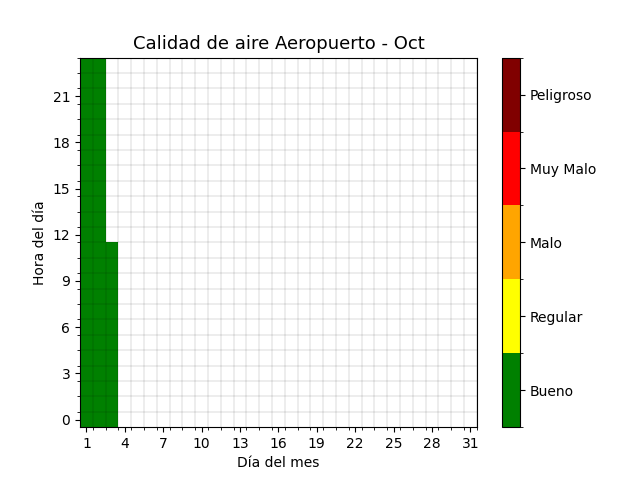 Calidad de aire Aeropuerto - Oct
Hora del día
21
18
15
12
9
6
3
0
1 4 7 10 13 16 19 22 25 28 31
Día del mes
Peligroso
Muy Malo
Malo
Regular
Bueno